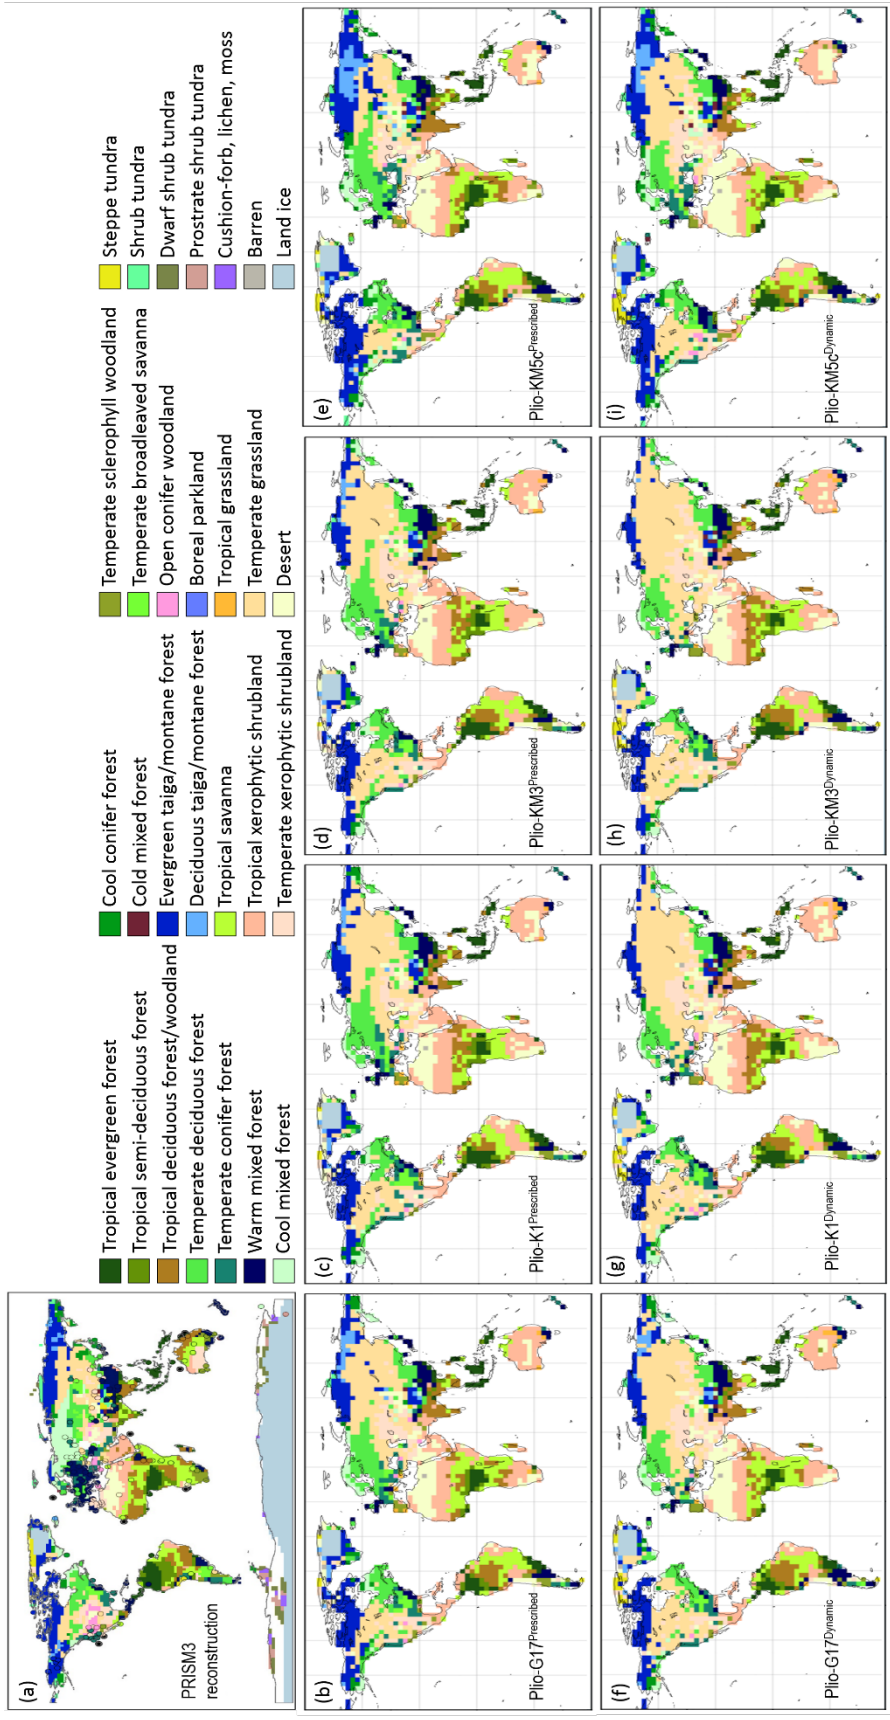 (a)
PRISM3
reconstruction
Tropical evergreen forest
Tropical semi-deciduous forest
Tropical deciduous forest/woodland
Temperate deciduous forest
Temperate conifer forest
Warm mixed forest
Cool mixed forest
Cool conifer forest
Cold mixed forest
Evergreen taiga/montane forest
Deciduous taiga/montane forest
Tropical savanna
Tropical xerophytic shrubland
Temperate xerophytic shrubland
Temperate sclerophyll woodland
Temperate broadleaved savanna
Open conifer woodland
Boreal parkland
Tropical grassland
Temperate grassland
Desert
Steppe tundra
Shrub tundra
Dwarf shrub tundra
Prostrate shrub tundra
Cushion-forb, lichen, moss
Barren
Land ice
(b)
Plio-G17Prescribed
(c)
Plio-K1Prescribed
(d)
Plio-KM3Prescribed
(e)
Plio-KM5cPrescribed
(f)
Plio-G17Dynamic
(g)
Plio-K1Dynamic
(h)
Plio-KM3Dynamic
(i)
Plio-KM5cDynamic